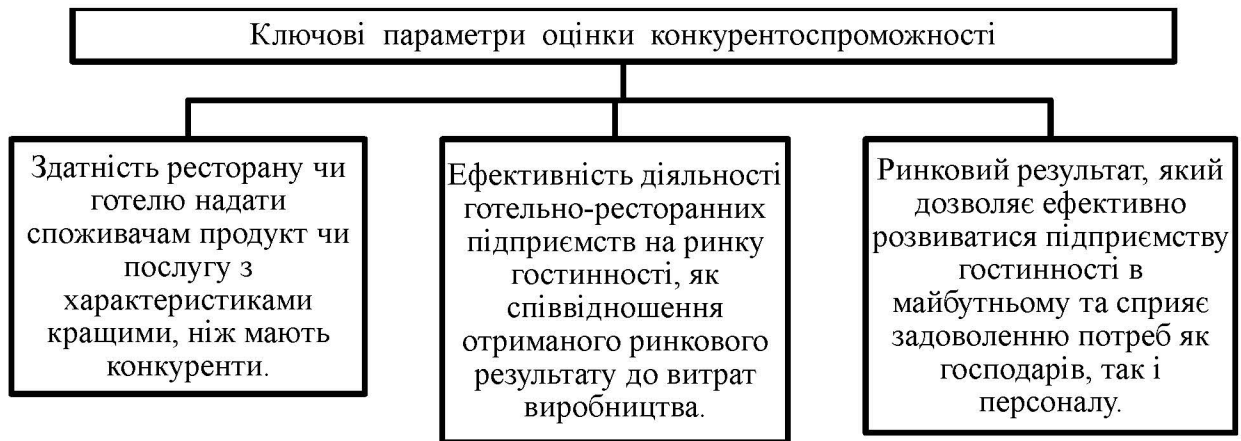 Ключові параметри оцінки конкурентоспроможності
Здатність ресторану чи
готелю надати
споживачам продукт чи
послугу з
характеристиками
кращими, ніж мають
конкуренти.
Ефективність діяльності
готельно-ресторанних
підприємств на ринку
гостинності, як
співвідношення
отриманого ринкового
результату до витрат
виробництва.
Ринковий результат, який
дозволяє ефективно
розвиватися підприємству
гостинності в
майбутньому та сприяє
задоволенню потреб як
господарів, так і
персоналу.